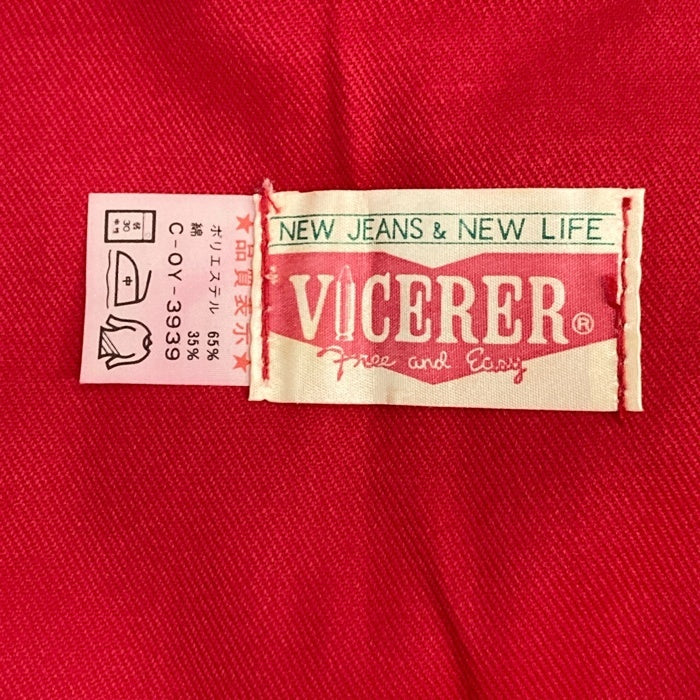 NEW JEANS & NEW LIFE
VICERER®
Free and Easy
★品質表示★
ポリエステル 65%
綿 35%
C-OY-3939
30
中